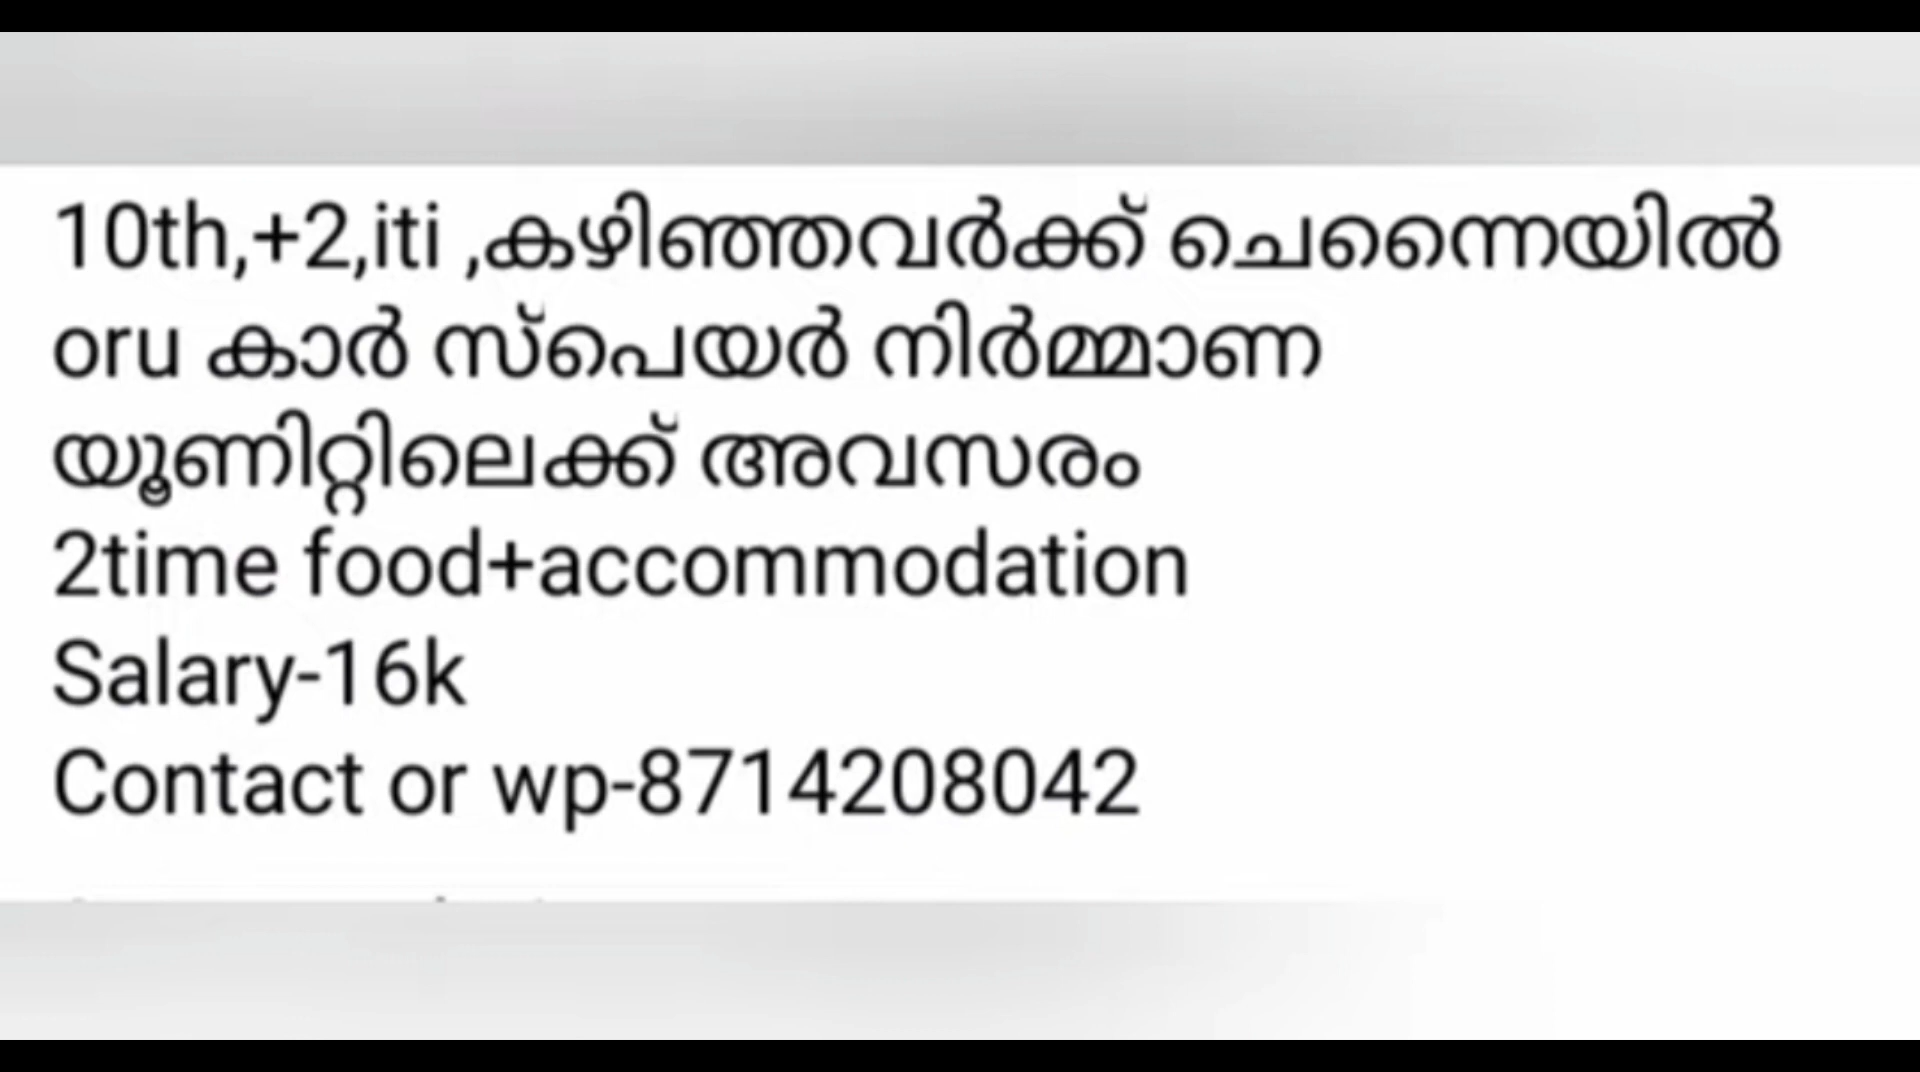 10th,+2,iti ,കഴിഞ്ഞവർക്ക് ചെന്നൈയിൽ
oru കാർ സ്പെയർ നിർമ്മാണ
യൂണിറ്റിലെക്ക് അവസരം
2time food+accommodation
Salary-16k
Contact or wp-8714208042